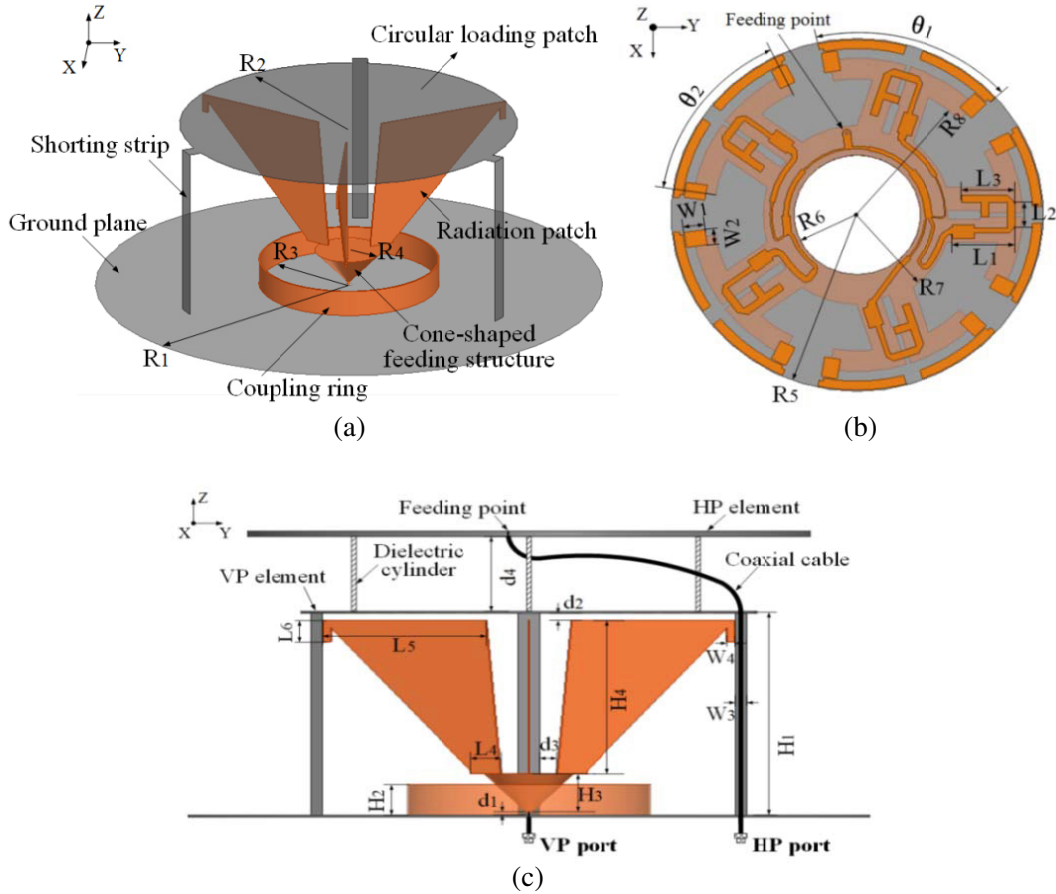 Z
Y
X
Circular loading patch
R2
Shorting strip
Ground plane
Radiation patch
R3
R4
R1
Cone-shaped
feeding structure
Coupling ring
(a)
Z
Y
X
Feeding point
θ1
θ2
R8
L3
L2
W1
W2
R6
L1
R7
R5
(b)
Z
X
Y
Feeding point
HP element
Dielectric
cylinder
d4
Coaxial cable
VP element
d2
L6
L5
W4
H4
W3
H1
L4
d3
H2
d1
H3
VP port
HP port
(c)